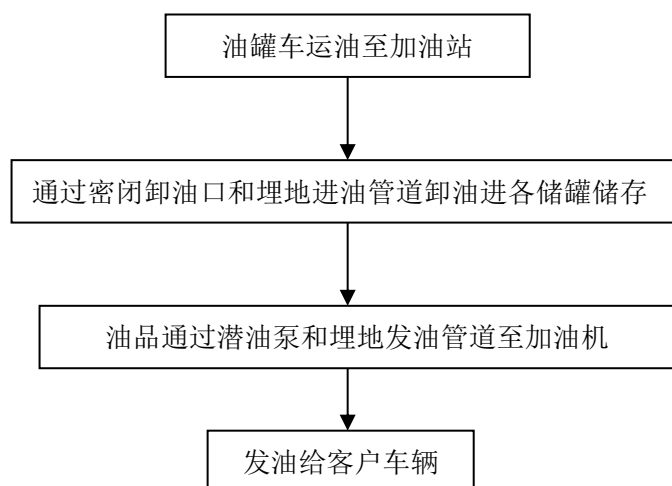 油罐车运油至加油站
通过密闭卸油口和埋地进油管道卸油进各储罐储存
油品通过潜油泵和埋地发油管道至加油机
发油给客户车辆